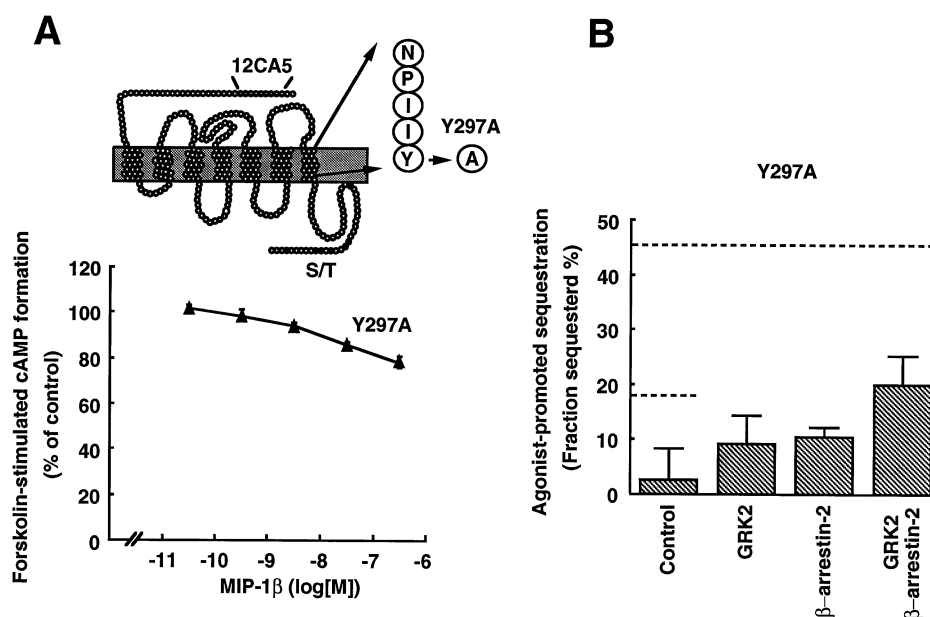 A
12CA5
N
P
I
I
Y
A
Y297A
S/T
Forskolin-stimulated cAMP formation
(% of control)
120
100
80
60
40
20
0
Y297A
-11
-10
-9
-8
-7
-6
MIP-1β (log[M])
B
Y297A
Agonist-promoted sequestration
(Fraction sequesterd %)
50
40
30
20
10
0
Control
GRK2
β-arrestin-2
GRK2
β-arrestin-2